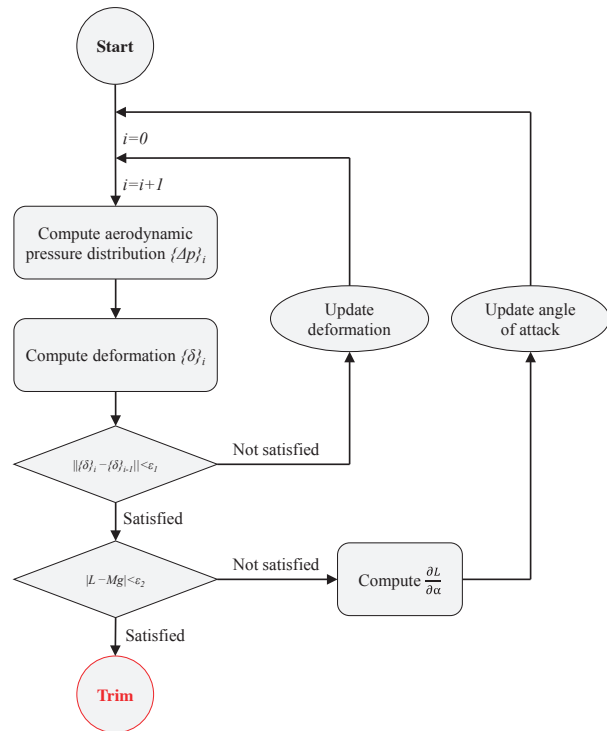 Start
i=0
i=i+1
Compute aerodynamic
pressure distribution {Δp}ᵢ
Update
deformation
Update angle
of attack
Compute deformation {δ}ᵢ
Not satisfied
||{δ}ᵢ−{δ}ᵢ₋₁||<ε₁
Satisfied
Not satisfied
|L−Mg|<ε₂
Compute ∂L/∂α
Satisfied
Trim